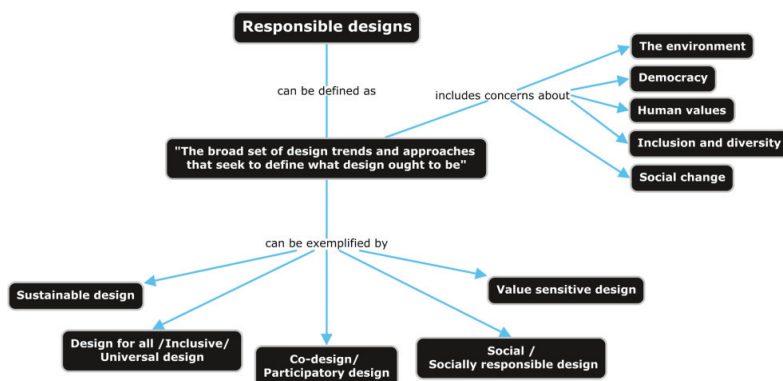 Responsible designs
can be defined as
includes concerns about
The environment
Democracy
Human values
Inclusion and diversity
Social change
"The broad set of design trends and approaches
that seek to define what design ought to be"
can be exemplified by
Sustainable design
Design for all /Inclusive/
Universal design
Co-design/
Participatory design
Social /
Socially responsible design
Value sensitive design